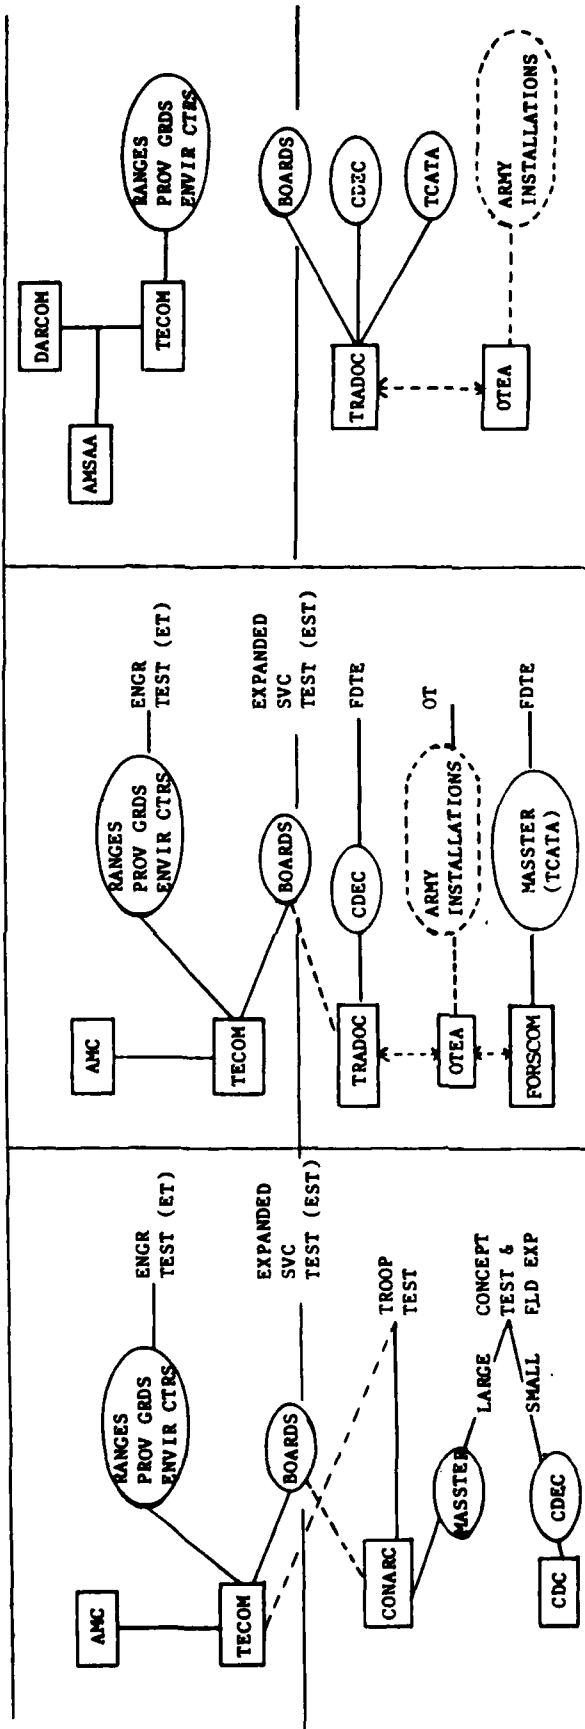 AMC
RANGES
PROV GRDS
ENVIR CTRS
ENGR
TEST (ET)
TECOM
BOARDS
EXPANDED
SVC
TEST (EST)
CONARC
TROOP
TEST
MASSTER
LARGE
CONCEPT
TEST &
FLD EXP
SMALL
CDC
CDEC
AMC
RANGES
PROV GRDS
ENVIR CTRS
ENGR
TEST (ET)
TECOM
BOARDS
EXPANDED
SVC
TEST (EST)
TRADOC
CDEC
FDTE
OTEA
ARMY
INSTALLATIONS
OT
FORSCOM
MASSTER
(TCATA)
FDTE
DARCOM
AMSAA
TECOM
RANGES
PROV GRDS
ENVIR CTRS
TRADOC
BOARDS
CDEC
TCATA
OTEA
ARMY
INSTALLATIONS